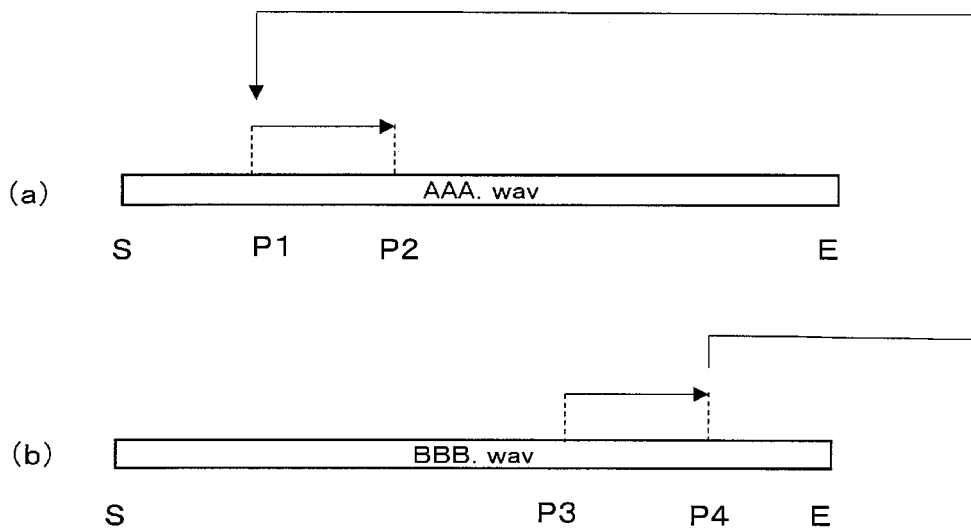 (a)
AAA. wav
S P1 P2 E
(b)
BBB. wav
S P3 P4 E